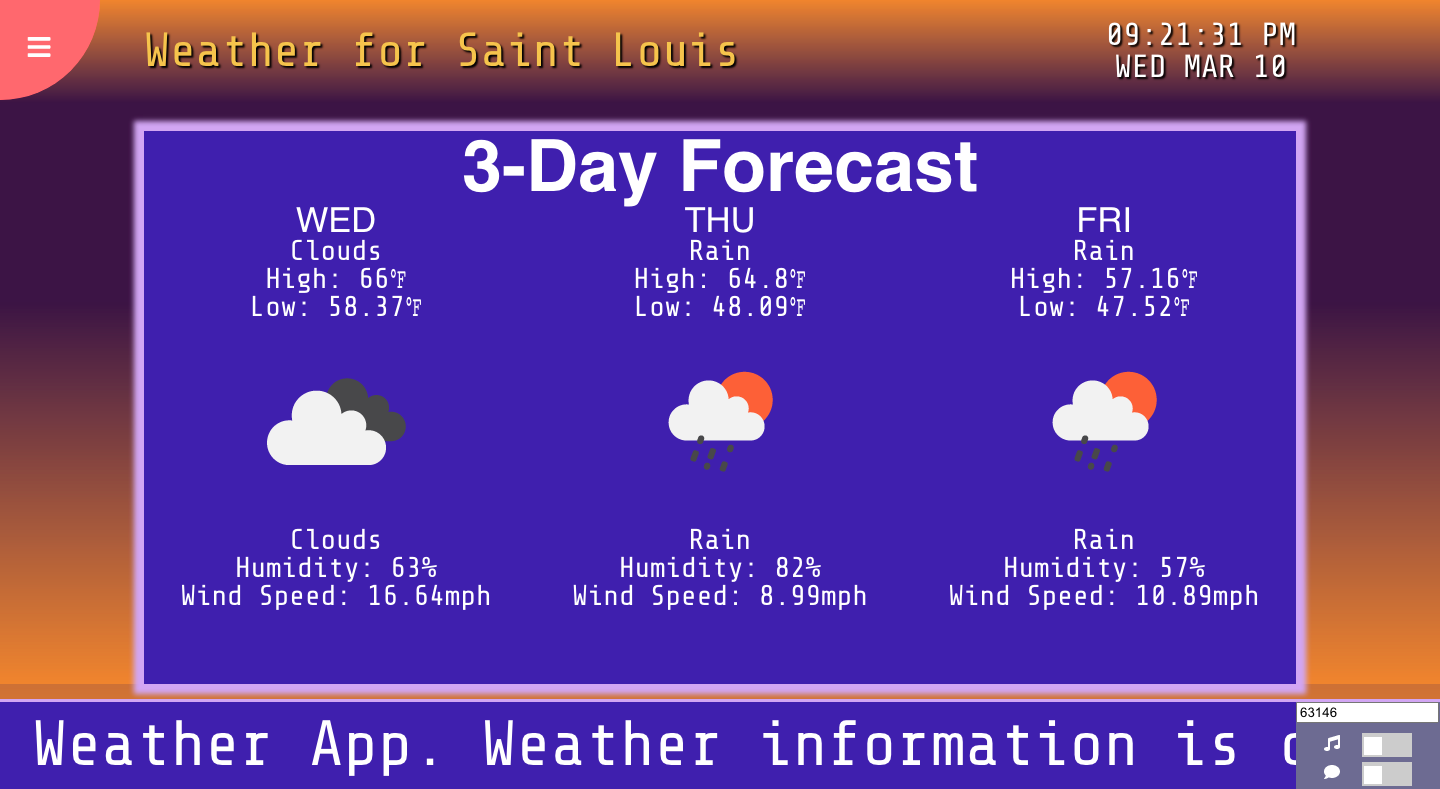 Weather for Saint Louis
09:21:31 PM
WED MAR 10
3-Day Forecast
WED
Clouds
High: 66°F
Low: 58.37°F
Clouds
Humidity: 63%
Wind Speed: 16.64mph
THU
Rain
High: 64.8°F
Low: 48.09°F
Rain
Humidity: 82%
Wind Speed: 8.99mph
FRI
Rain
High: 57.16°F
Low: 47.52°F
Rain
Humidity: 57%
Wind Speed: 10.89mph
Weather App. Weather information is
63146